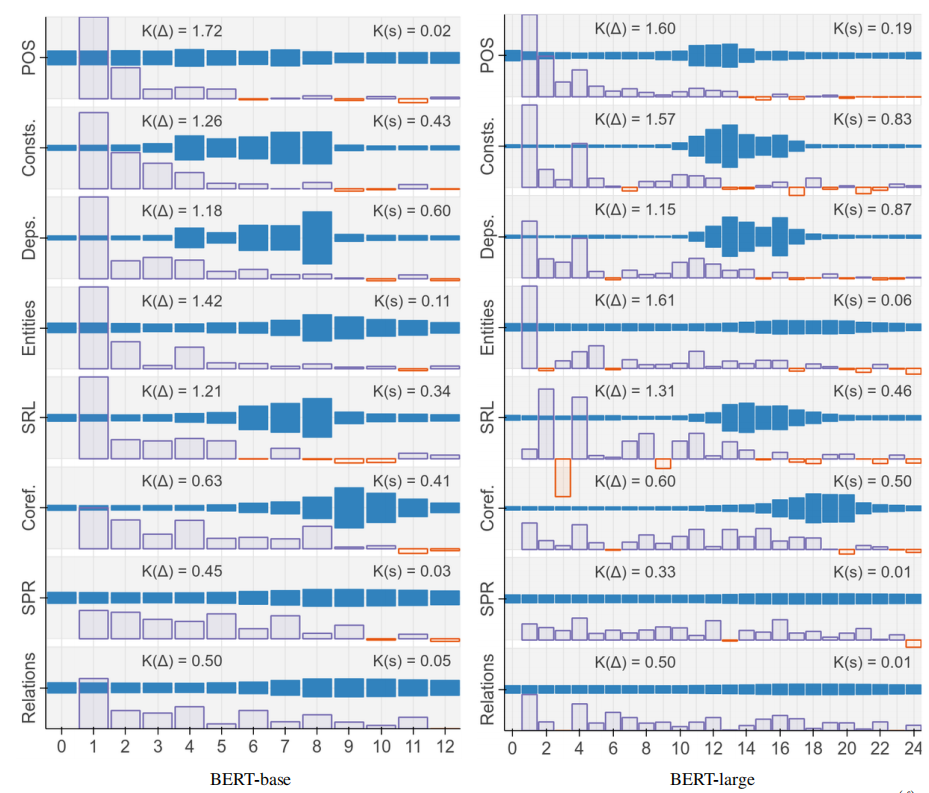 POS K(Δ) = 1.72 K(s) = 0.02
Consts. K(Δ) = 1.26 K(s) = 0.43
Deps. K(Δ) = 1.18 K(s) = 0.60
Entities K(Δ) = 1.42 K(s) = 0.11
SRL K(Δ) = 1.21 K(s) = 0.34
Coref. K(Δ) = 0.63 K(s) = 0.41
SPR K(Δ) = 0.45 K(s) = 0.03
Relations K(Δ) = 0.50 K(s) = 0.05
0 1 2 3 4 5 6 7 8 9 10 11 12
BERT-base
POS K(Δ) = 1.60 K(s) = 0.19
Consts. K(Δ) = 1.57 K(s) = 0.83
Deps. K(Δ) = 1.15 K(s) = 0.87
Entities K(Δ) = 1.61 K(s) = 0.06
SRL K(Δ) = 1.31 K(s) = 0.46
Coref. K(Δ) = 0.60 K(s) = 0.50
SPR K(Δ) = 0.33 K(s) = 0.01
Relations K(Δ) = 0.50 K(s) = 0.01
0 2 4 6 8 10 12 14 16 18 20 22 24
BERT-large